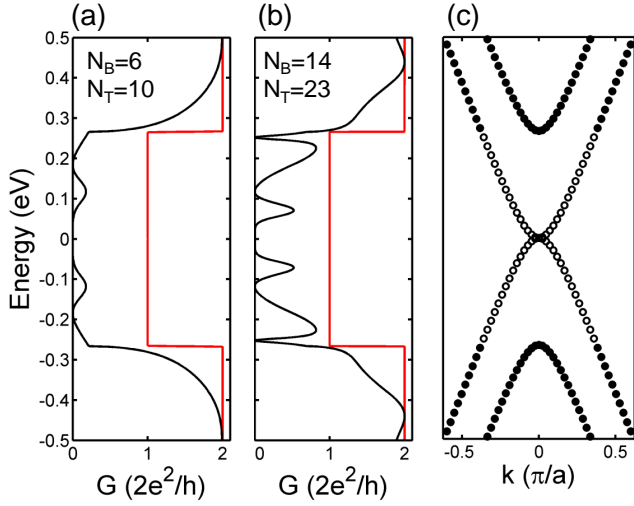 (a) (b) (c)
N_B=6
N_T=10
N_B=14
N_T=23
Energy (eV)
0.5
0.4
0.3
0.2
0.1
0
-0.1
-0.2
-0.3
-0.4
-0.5
0 1 2
G (2e²/h)
0 1 2
G (2e²/h)
-0.5 0 0.5
k (π/a)